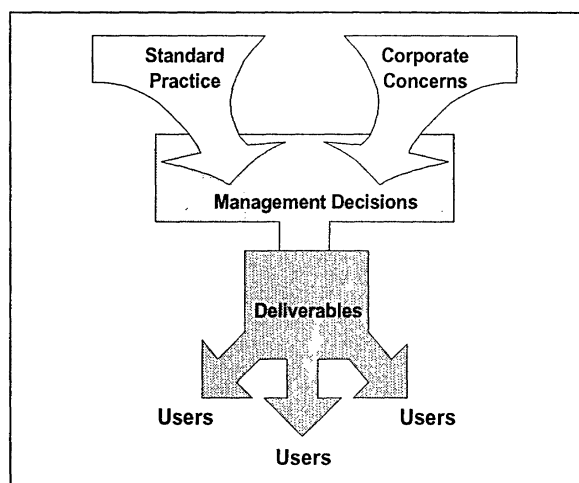 Standard
Practice
Corporate
Concerns
Management Decisions
Deliverables
Users
Users
Users